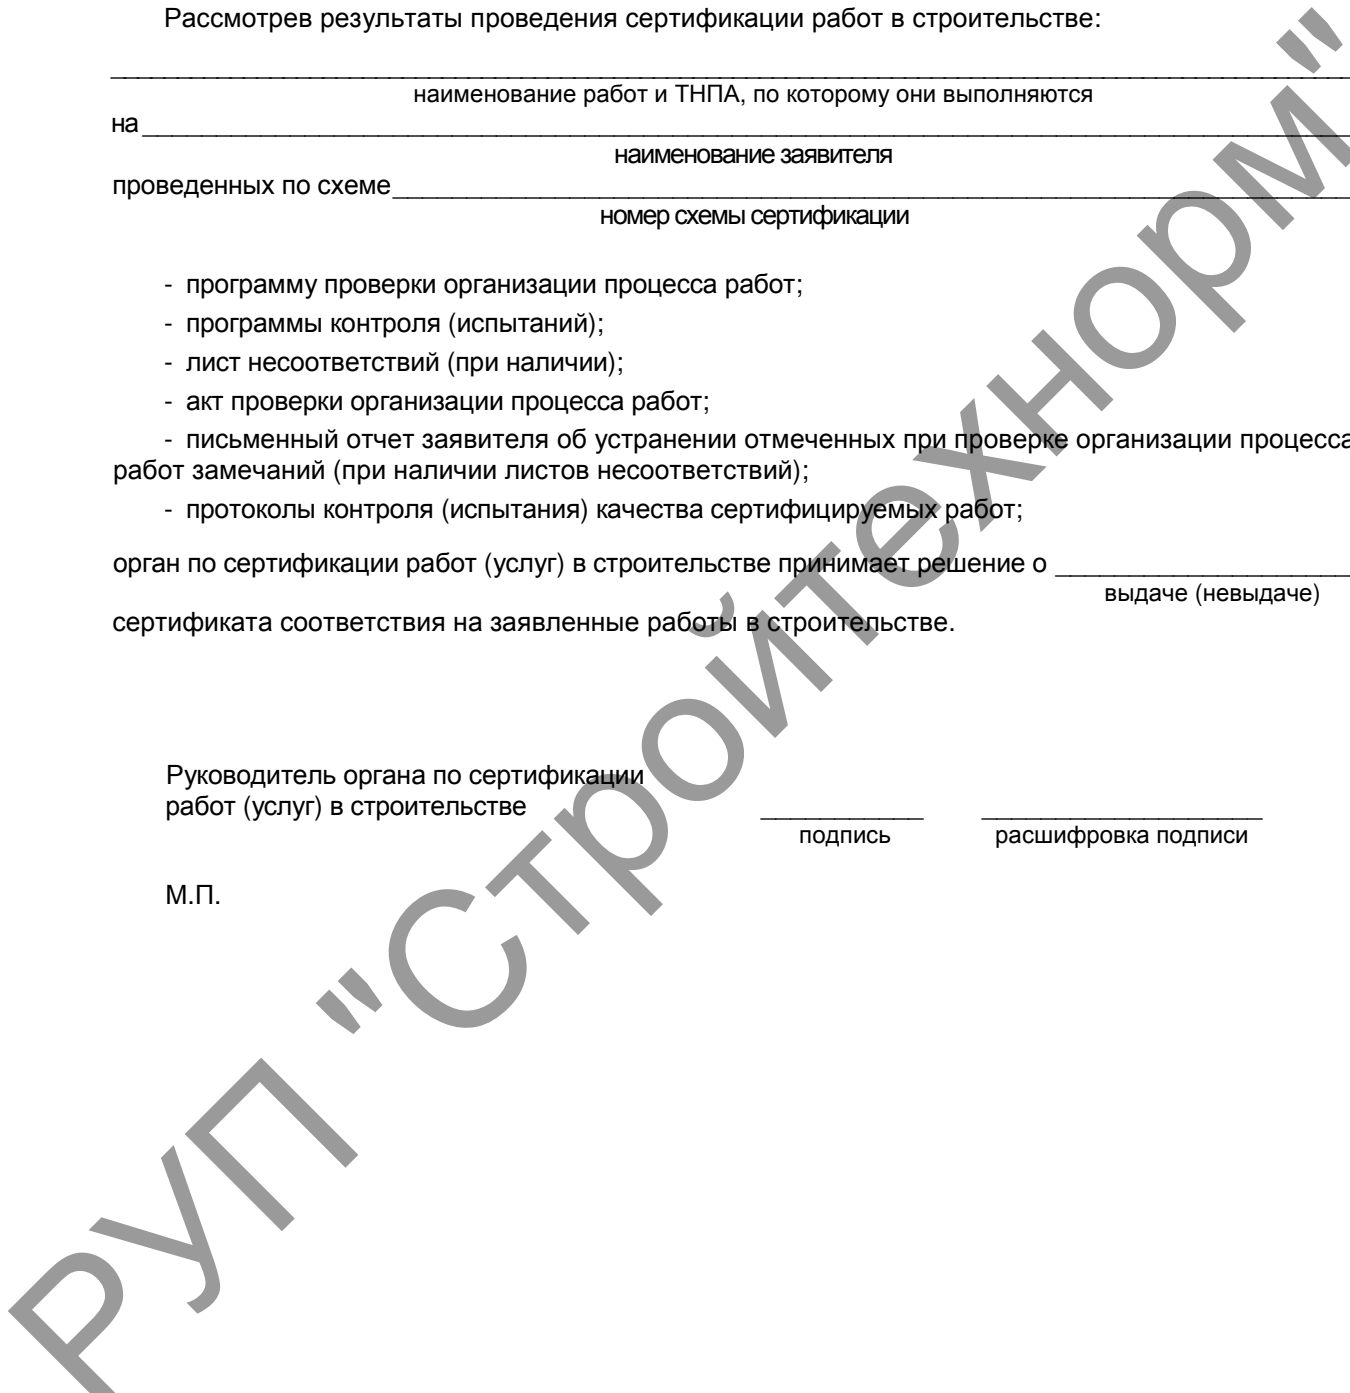 Рассмотрев результаты проведения сертификации работ в строительстве:
наименование работ и ТНПА, по которому они выполняются
на
наименование заявителя
проведенных по схеме
номер схемы сертификации
- программу проверки организации процесса работ;
- программы контроля (испытаний);
- лист несоответствий (при наличии);
- акт проверки организации процесса работ;
- письменный отчет заявителя об устранении отмеченных при проверке организации процесса
работ замечаний (при наличии листов несоответствий);
- протоколы контроля (испытания) качества сертифицируемых работ;
орган по сертификации работ (услуг) в строительстве принимает решение о
выдаче (невыдаче)
сертификата соответствия на заявленные работы в строительстве.
Руководитель органа по сертификации
работ (услуг) в строительстве
подпись расшифровка подписи
М.П.
РУП "Стройтехнорм"